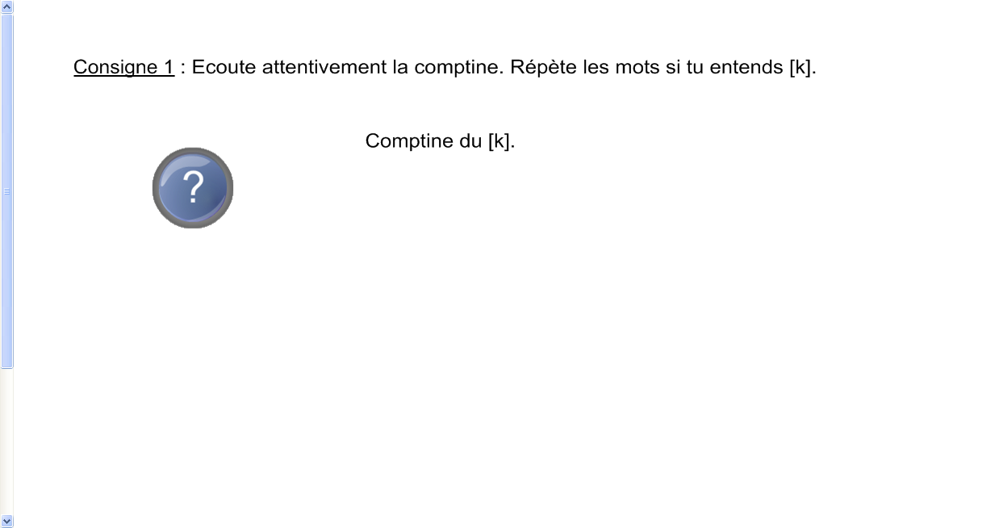 Consigne 1 : Ecoute attentivement la comptine. Répète les mots si tu entends [k].
Comptine du [k].
?